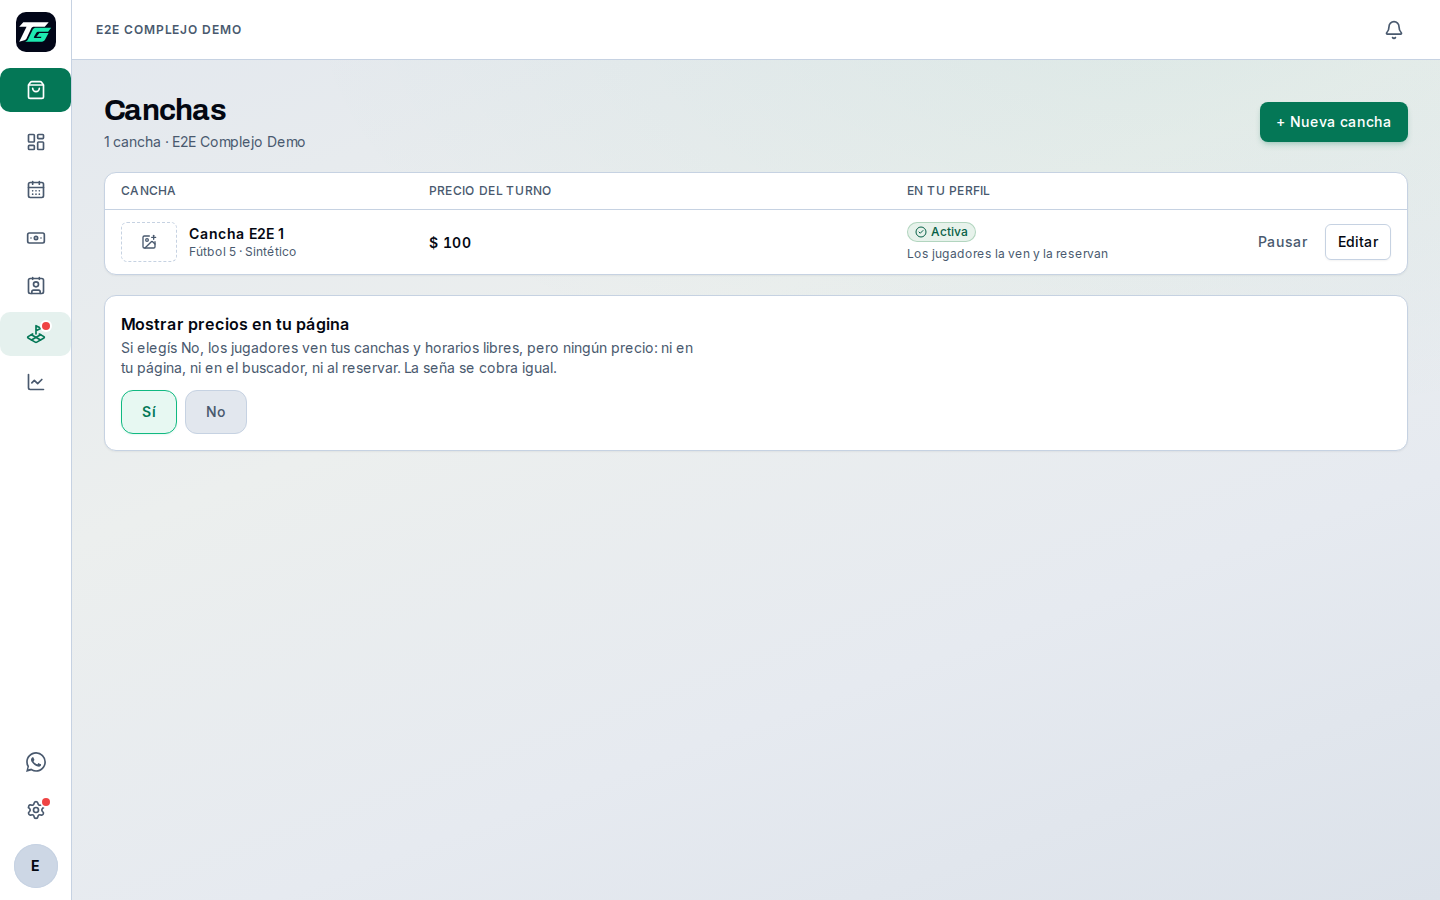 TG
E2E COMPLEJO DEMO
Canchas
1 cancha · E2E Complejo Demo
+ Nueva cancha
CANCHA
PRECIO DEL TURNO
EN TU PERFIL
Cancha E2E 1
Fútbol 5 · Sintético
$ 100
Activa
Los jugadores la ven y la reservan
Pausar
Editar
Mostrar precios en tu página
Si elegís No, los jugadores ven tus canchas y horarios libres, pero ningún precio: ni en
tu página, ni en el buscador, ni al reservar. La seña se cobra igual.
Sí
No
E